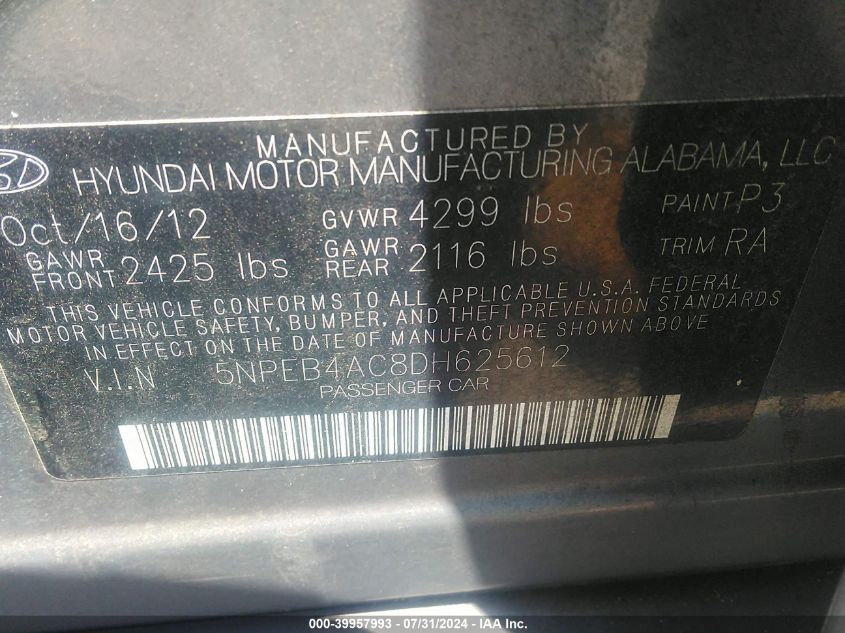 MANUFACTURED BY
HYUNDAI MOTOR MANUFACTURING ALABAMA, LLC
Oct/16/12 GVWR 4299 lbs PAINT P3
GAWR FRONT 2425 lbs GAWR REAR 2116 lbs TRIM RA
THIS VEHICLE CONFORMS TO ALL APPLICABLE U.S.A. FEDERAL
MOTOR VEHICLE SAFETY, BUMPER, AND THEFT PREVENTION STANDARDS
IN EFFECT ON THE DATE OF MANUFACTURE SHOWN ABOVE
V.I.N 5NPEB4AC8DH625612
PASSENGER CAR
000-39957993 - 07/31/2024 - IAA Inc.